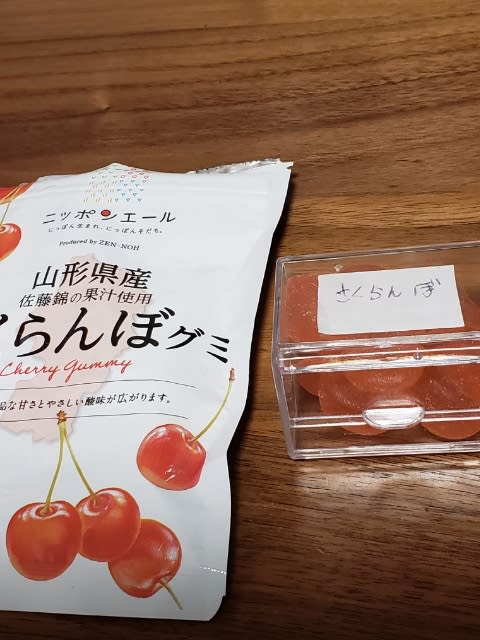 ニッポンエール
にっぽん生まれ、にっぽんそだち。
Produced by ZEN-NOH
山形県産
佐藤錦の果汁使用
くらんぼグミ
Cherry Gummy
品な甘さとやさしい酸味が広がります。
さくらんぼ